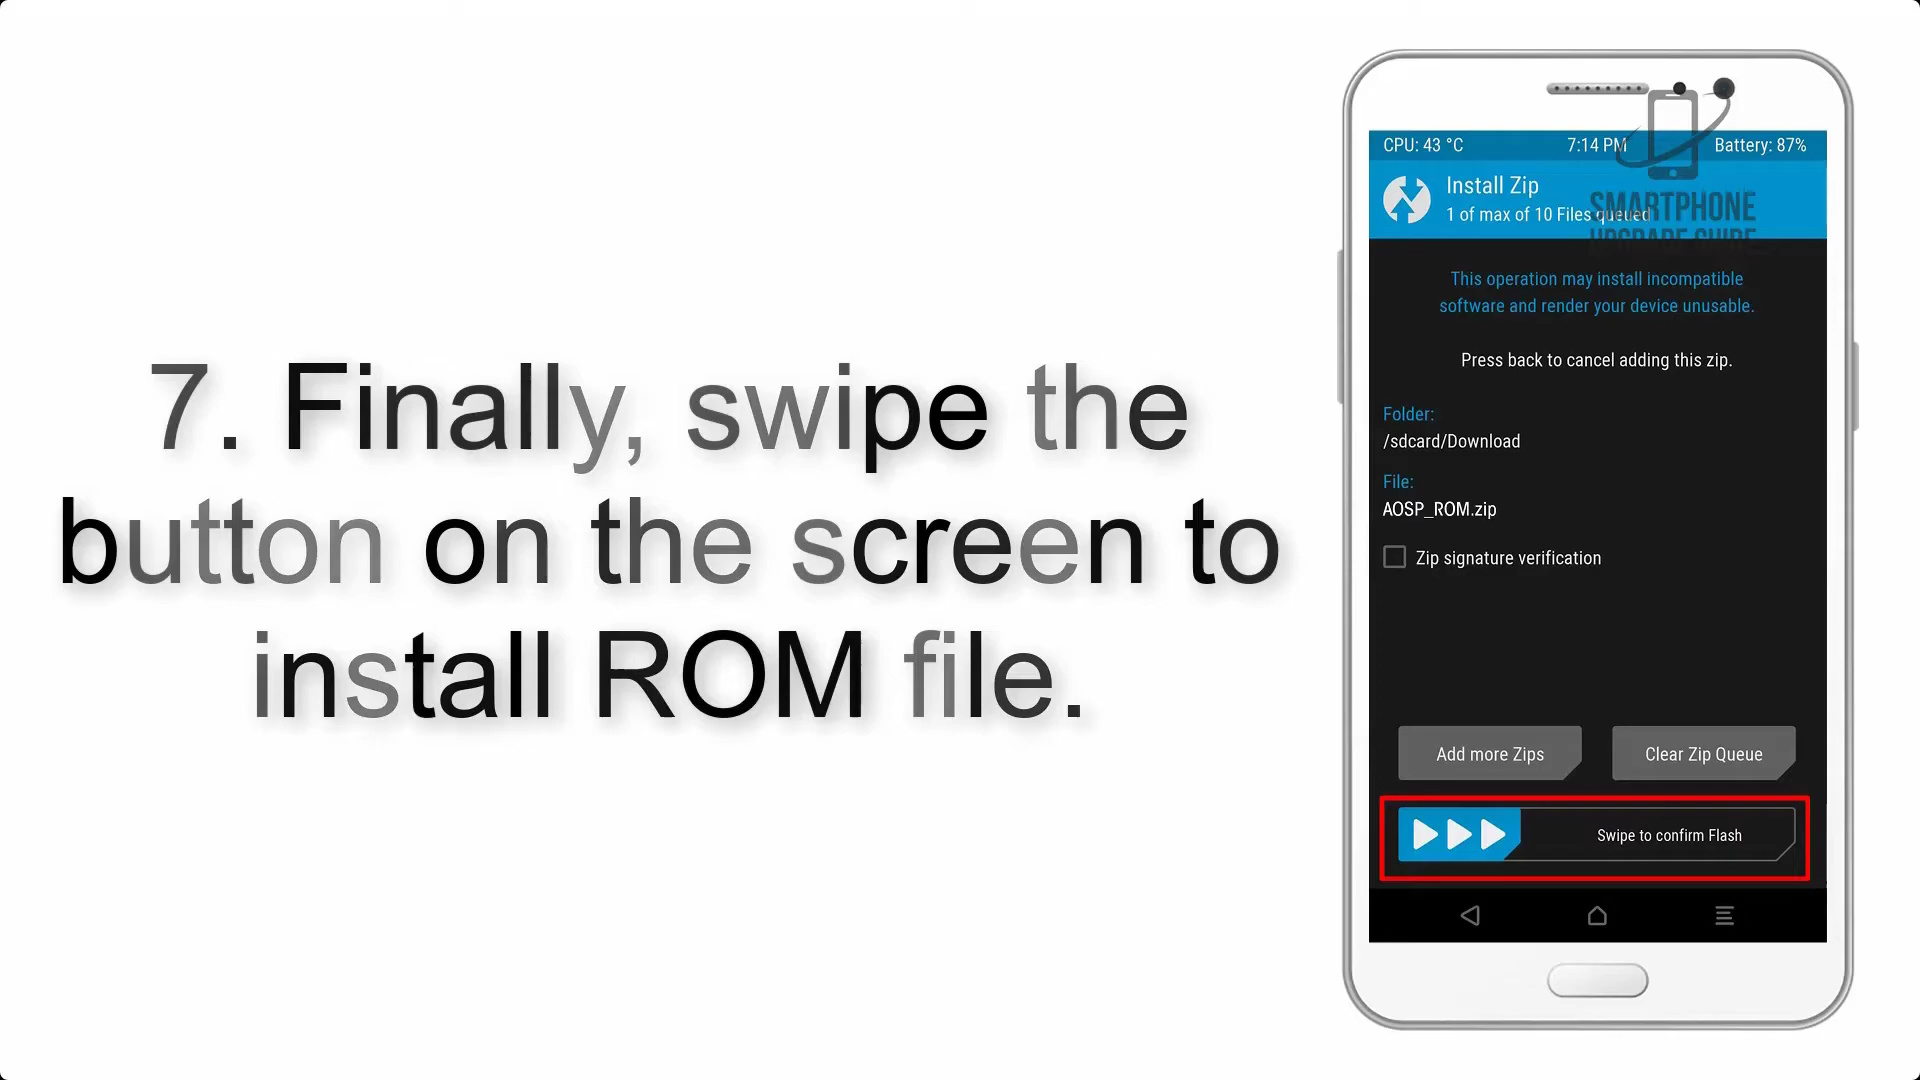 7. Finally, swipe the
button on the screen to
install ROM file.
CPU: 43 °C 7:14 PM Battery: 87%
Install Zip
1 of max of 10 Files queued
SMARTPHONE
UPGRADE GUIDE
This operation may install incompatible
software and render your device unusable.
Press back to cancel adding this zip.
Folder:
/sdcard/Download
File:
AOSP_ROM.zip
Zip signature verification
Add more Zips Clear Zip Queue
Swipe to confirm Flash